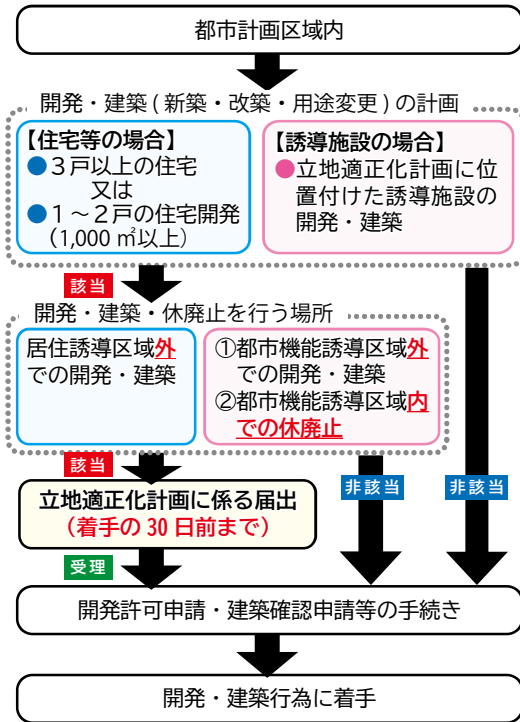 都市計画区域内
開発・建築(新築・改築・用途変更)の計画
【住宅等の場合】
●３戸以上の住宅
又は
●１～２戸の住宅開発
（1,000 ㎡以上）
【誘導施設の場合】
●立地適正化計画に位
置付けた誘導施設の
開発・建築
該当
開発・建築・休廃止を行う場所
居住誘導区域外
での開発・建築
①都市機能誘導区域外
での開発・建築
②都市機能誘導区域内
での休廃止
該当
立地適正化計画に係る届出
（着手の 30 日前まで）
非該当
非該当
受理
開発許可申請・建築確認申請等の手続き
開発・建築行為に着手